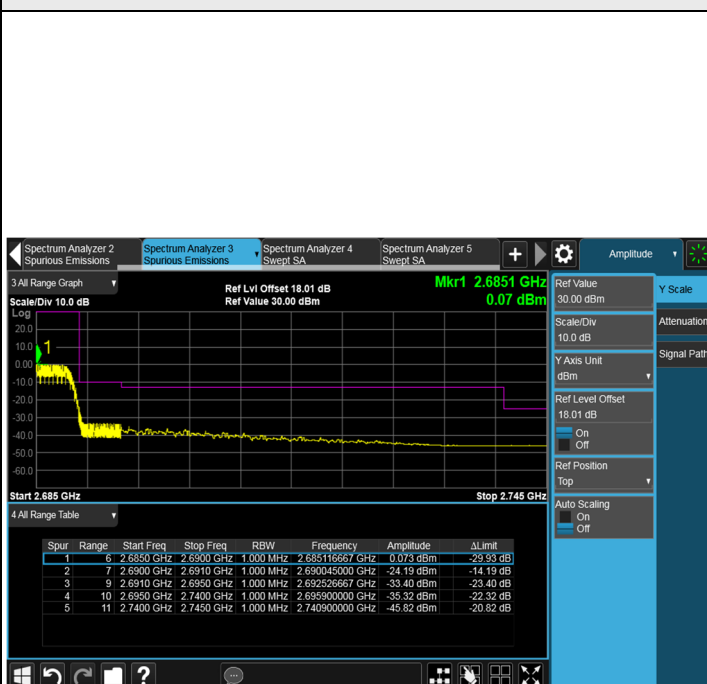 Spectrum Analyzer 2
Spurious Emissions
Spectrum Analyzer 3
Spurious Emissions
Spectrum Analyzer 4
Swept SA
Spectrum Analyzer 5
Swept SA
+
Amplitude
3 All Range Graph
Ref Lvl Offset 18.01 dB
Mkr1 2.6851 GHz
Scale/Div 10.0 dB
Ref Value 30.00 dBm
0.07 dBm
Log
20.0
10.0
0.00
-10.0
-20.0
-30.0
-40.0
-50.0
-60.0
1
Start 2.685 GHz
Stop 2.745 GHz
4 All Range Table
Spur Range Start Freq Stop Freq RBW Frequency Amplitude ΔLimit
1 6 2.6850 GHz 2.6900 GHz 1.000 MHz 2.685116667 GHz 0.073 dBm -29.93 dB
2 7 2.6900 GHz 2.6910 GHz 1.000 MHz 2.690045000 GHz -24.19 dBm -14.19 dB
3 9 2.6910 GHz 2.6950 GHz 1.000 MHz 2.692526667 GHz -33.40 dBm -23.40 dB
4 10 2.6950 GHz 2.7400 GHz 1.000 MHz 2.695900000 GHz -35.32 dBm -22.32 dB
5 11 2.7400 GHz 2.7450 GHz 1.000 MHz 2.740900000 GHz -45.82 dBm -20.82 dB
?
Ref Value
30.00 dBm
Scale/Div
10.0 dB
Y Axis Unit
dBm
Ref Level Offset
18.01 dB
On
Off
Ref Position
Top
Auto Scaling
On
Off
Y Scale
Attenuation
Signal Path